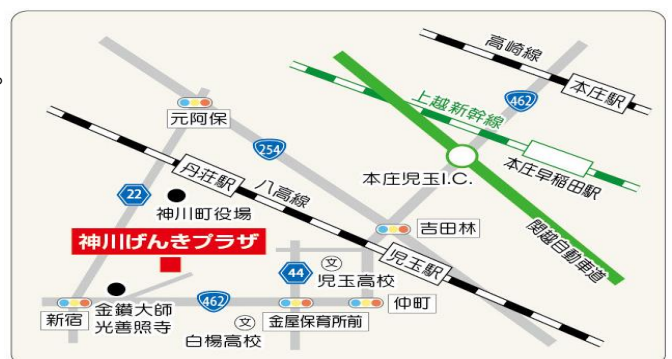 高崎線
本庄駅
462
上越新幹線
本庄早稲田駅
元阿保
254
本庄児玉I.C.
関越自動車道
丹荘駅
八高線
22
神川町役場
吉田林
神川げんきプラザ
児玉駅
44
文
児玉高校
462
仲町
新宿
金鑚大師
光善照寺
文
白楊高校
金屋保育所前